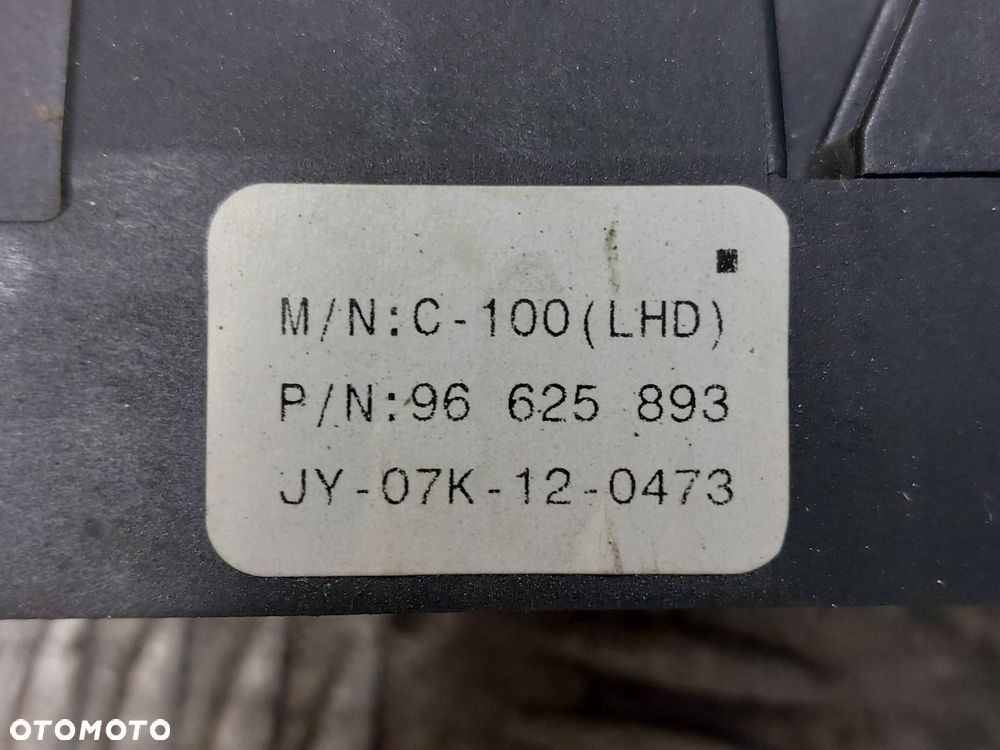 M/N:C-100(LHD)
P/N:96 625 893
JY-07K-12-0473
OTOMOTO